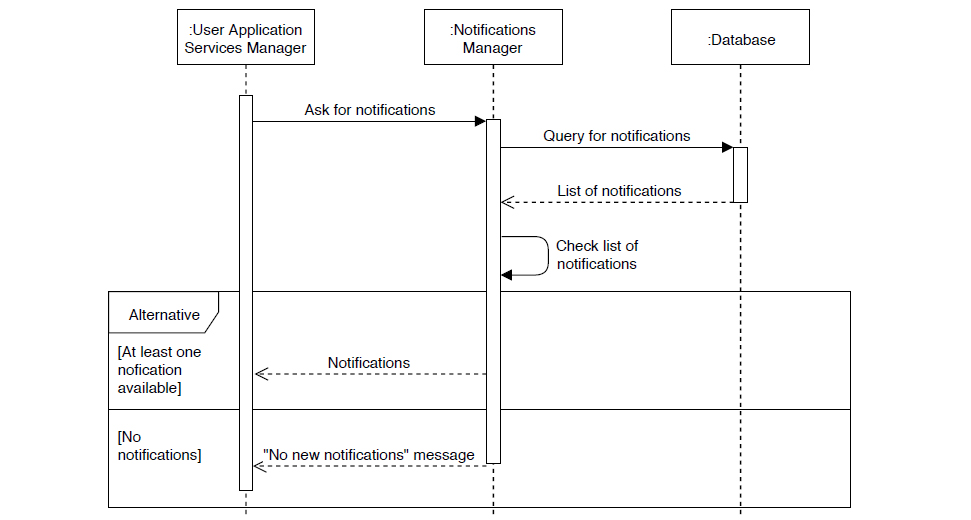 :User Application
Services Manager
:Notifications
Manager
:Database
Ask for notifications
Query for notifications
List of notifications
Check list of
notifications
Alternative
[At least one
nofication
available]
Notifications
[No
notifications]
"No new notifications" message